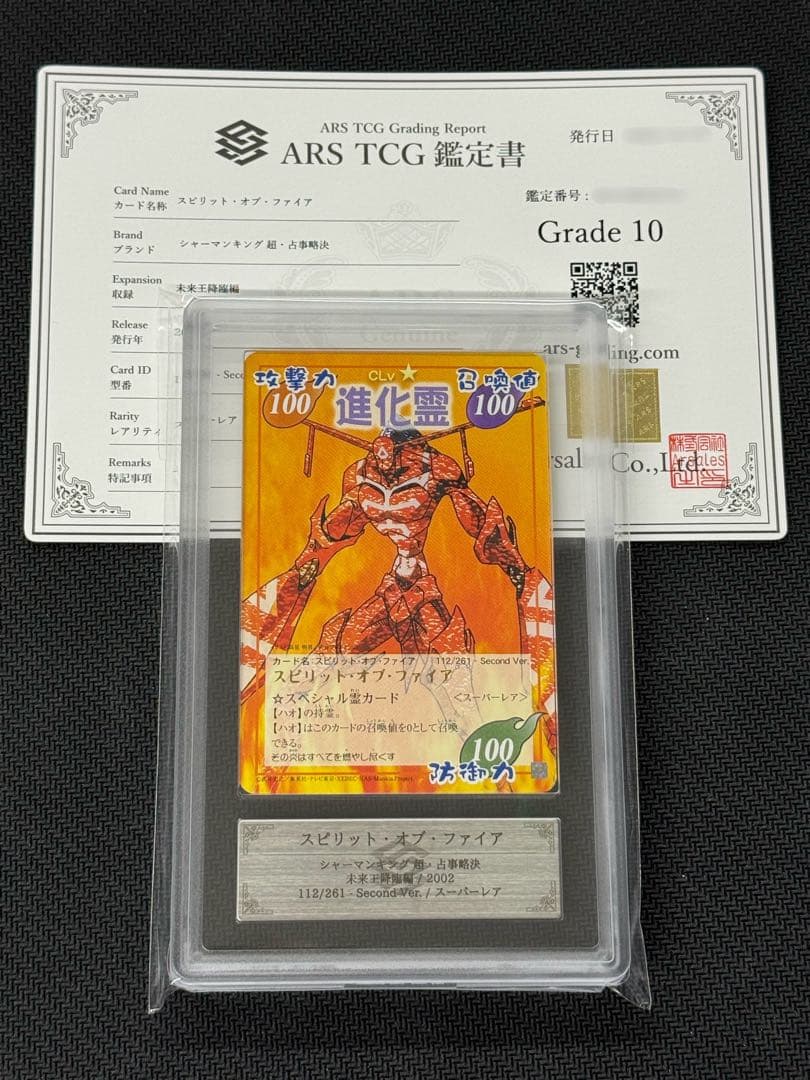 ARS TCG Grading Report
ARS TCG 鑑定書
発行日
鑑定番号 :
Grade 10
Card Name
カード名称 スピリット・オブ・ファイア
Brand
ブランド シャーマンキング 超・占事略決
Expansion
収録 未来王降臨編
Release
発行年
Card ID
型番
Rarity
レアリティ
Remarks
特記事項
Co.,Ltd.
株式会社
Arsales
CLv ★
攻撃力 進化霊 召喚値
100 100
カード名:スピリット・オブ・ファイア 112/261 - Second Ver.
スピリット・オブ・ファイア
☆スペシャル霊カード <スーパーレア>
【ハオ】の持霊。
【ハオ】はこのカードの召喚値を0として召喚
できる。
その炎はすべてを燃やし尽くす
100
防御力
スピリット・オブ・ファイア
シャーマンキング 超・占事略決
未来王降臨編 / 2002
112/261 - Second Ver. / スーパーレア